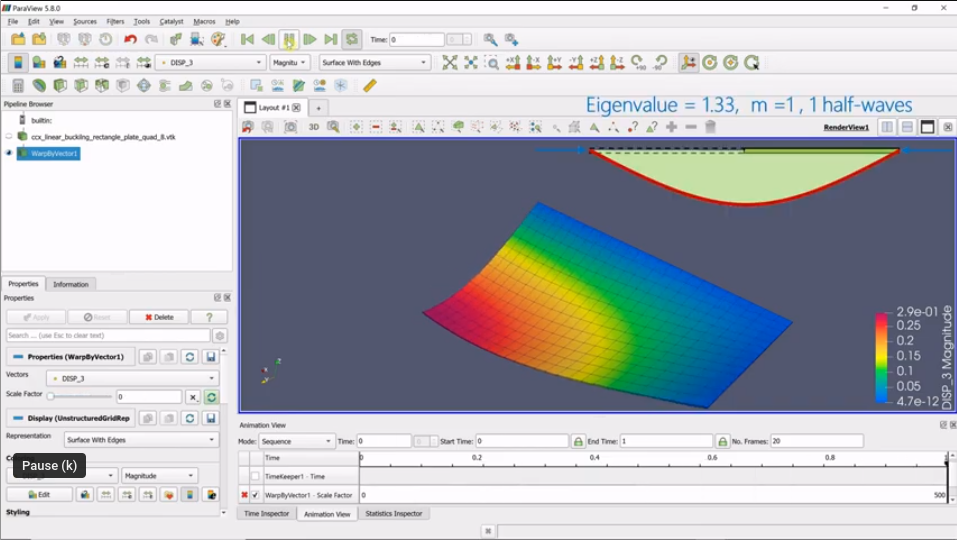 ParaView 5.8.0
File Edit View Sources Filters Tools Catalyst Macros Help
Time: 0
DISP_3 Magnitu Surface With Edges
Pipeline Browser
Layout #1
Eigenvalue = 1.33, m =1 , 1 half-waves
builtin:
3D
RenderView1
ccx_linear_buckling_rectangle_plate_quad_8.vtk
WarpByVector1
Properties Information
Properties
Apply Reset Delete ?
Search ... (use Esc to clear text)
Properties (WarpByVector1)
Vectors DISP_3
Scale Factor 0
Display (UnstructuredGridRep
Representation Surface With Edges
Pause (k)
Magnitude
Edit
Styling
2.9e-01
0.25
0.2
0.15
0.1
0.05
4.7e-12
DISP_3 Magnitude
Animation View
Mode: Sequence Time: 0 Start Time: 0 End Time: 1 No. Frames: 20
Time 0 0.2 0.4 0.6 0.8
TimeKeeper1 - Time
WarpByVector1 - Scale Factor 0 500
Time Inspector Animation View Statistics Inspector